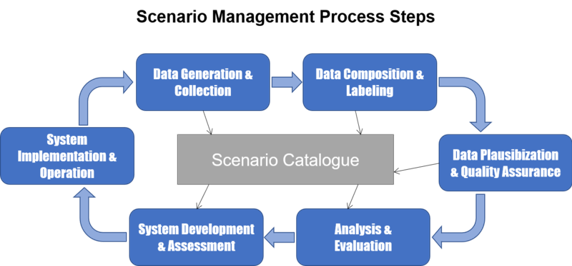 Scenario Management Process Steps
Data Generation &
Collection
Data Composition &
Labeling
System
Implementation &
Operation
Scenario Catalogue
Data Plausibization
& Quality Assurance
System Development
& Assessment
Analysis &
Evaluation